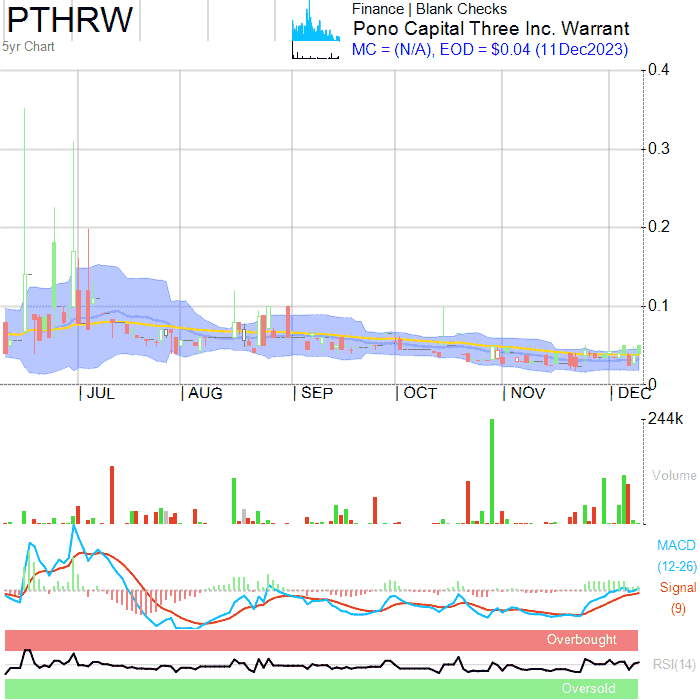 PTHRW
5yr Chart
Finance | Blank Checks
Pono Capital Three Inc. Warrant
MC = (N/A), EOD = $0.04 (11Dec2023)
0.4
0.3
0.2
0.1
0
JUL
AUG
SEP
OCT
NOV
DEC
244k
Volume
MACD
(12-26)
Signal
(9)
Overbought
RSI(14)
Oversold